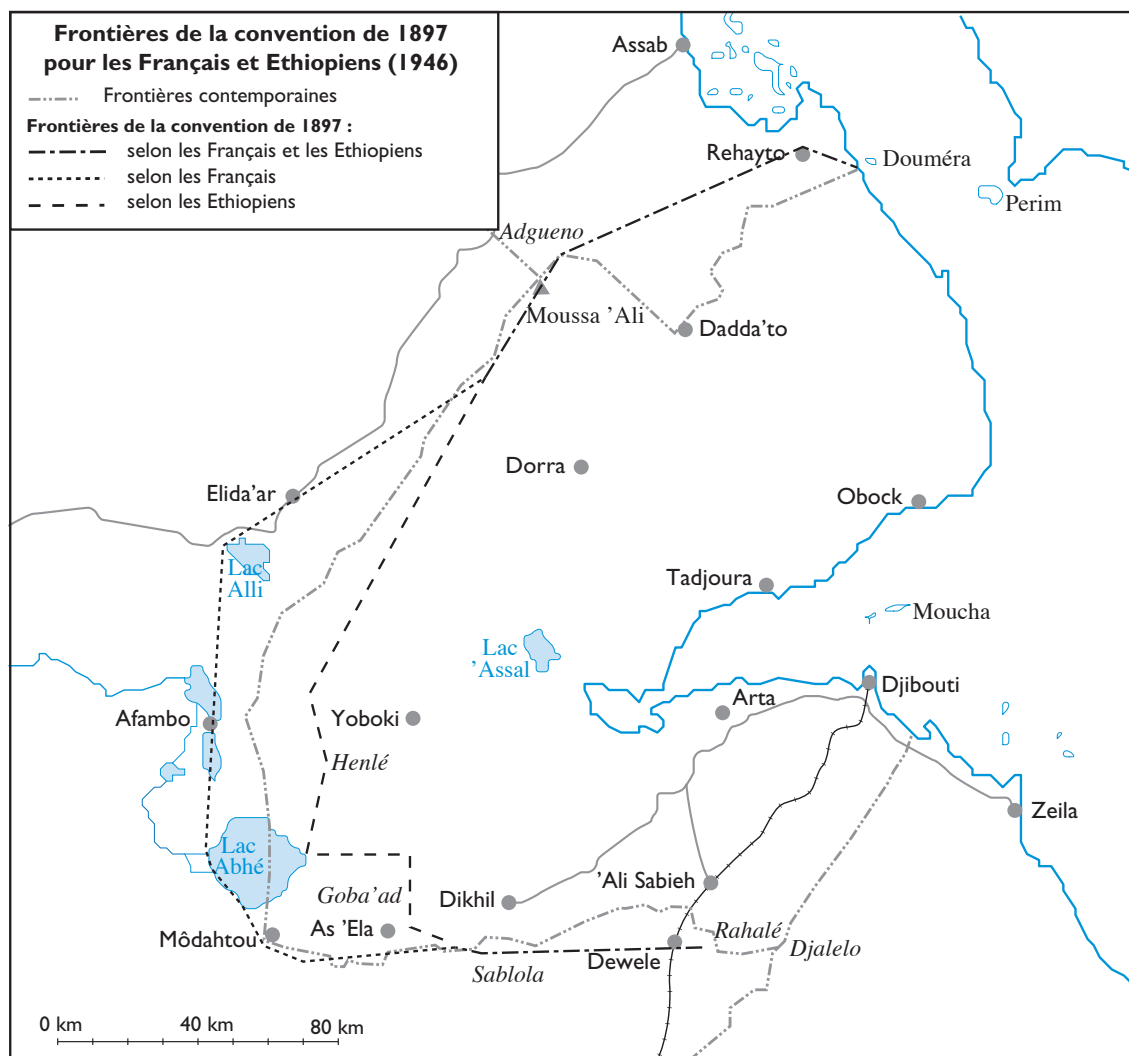 Frontières de la convention de 1897
pour les Français et Ethiopiens (1946)
Frontières contemporaines
Frontières de la convention de 1897 :
selon les Français et les Ethiopiens
selon les Français
selon les Ethiopiens
Assab
Rehayto
Douméra
Perim
Adgueno
Moussa ’Ali
Dadda’to
Dorra
Elida’ar
Obock
Lac
Alli
Tadjoura
Moucha
Lac
’Assal
Djibouti
Arta
Afambo
Yoboki
Henlé
Zeila
Lac
Abhé
’Ali Sabieh
Goba’ad
Dikhil
As ’Ela
Môdahtou
Rahalé
Djalelo
Dewele
Sablola
0 km
40 km
80 km